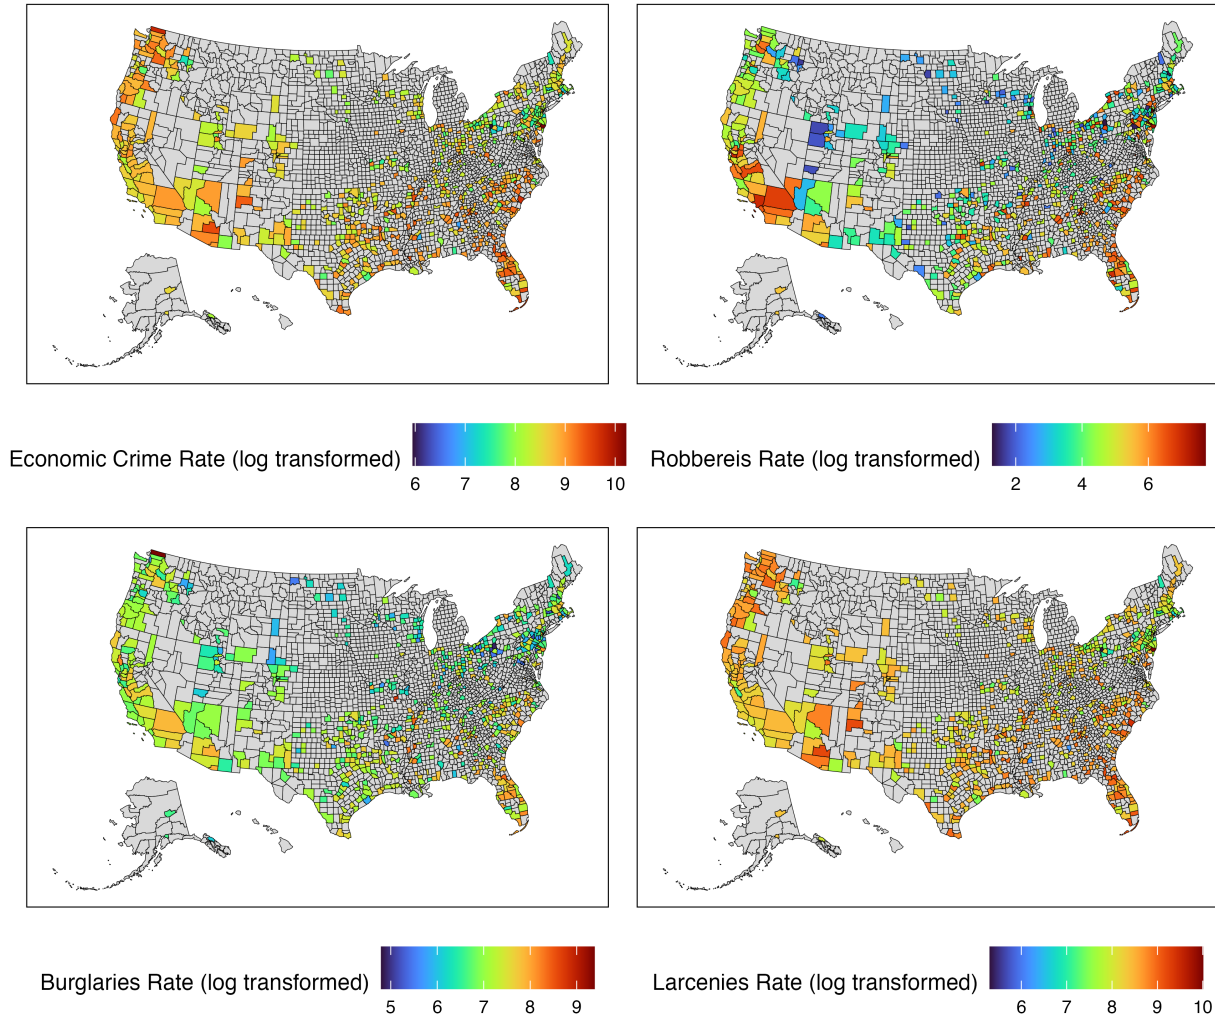 Economic Crime Rate (log transformed)
6 7 8 9 10
Robbereis Rate (log transformed)
2 4 6
Burglaries Rate (log transformed)
5 6 7 8 9
Larcenies Rate (log transformed)
6 7 8 9 10